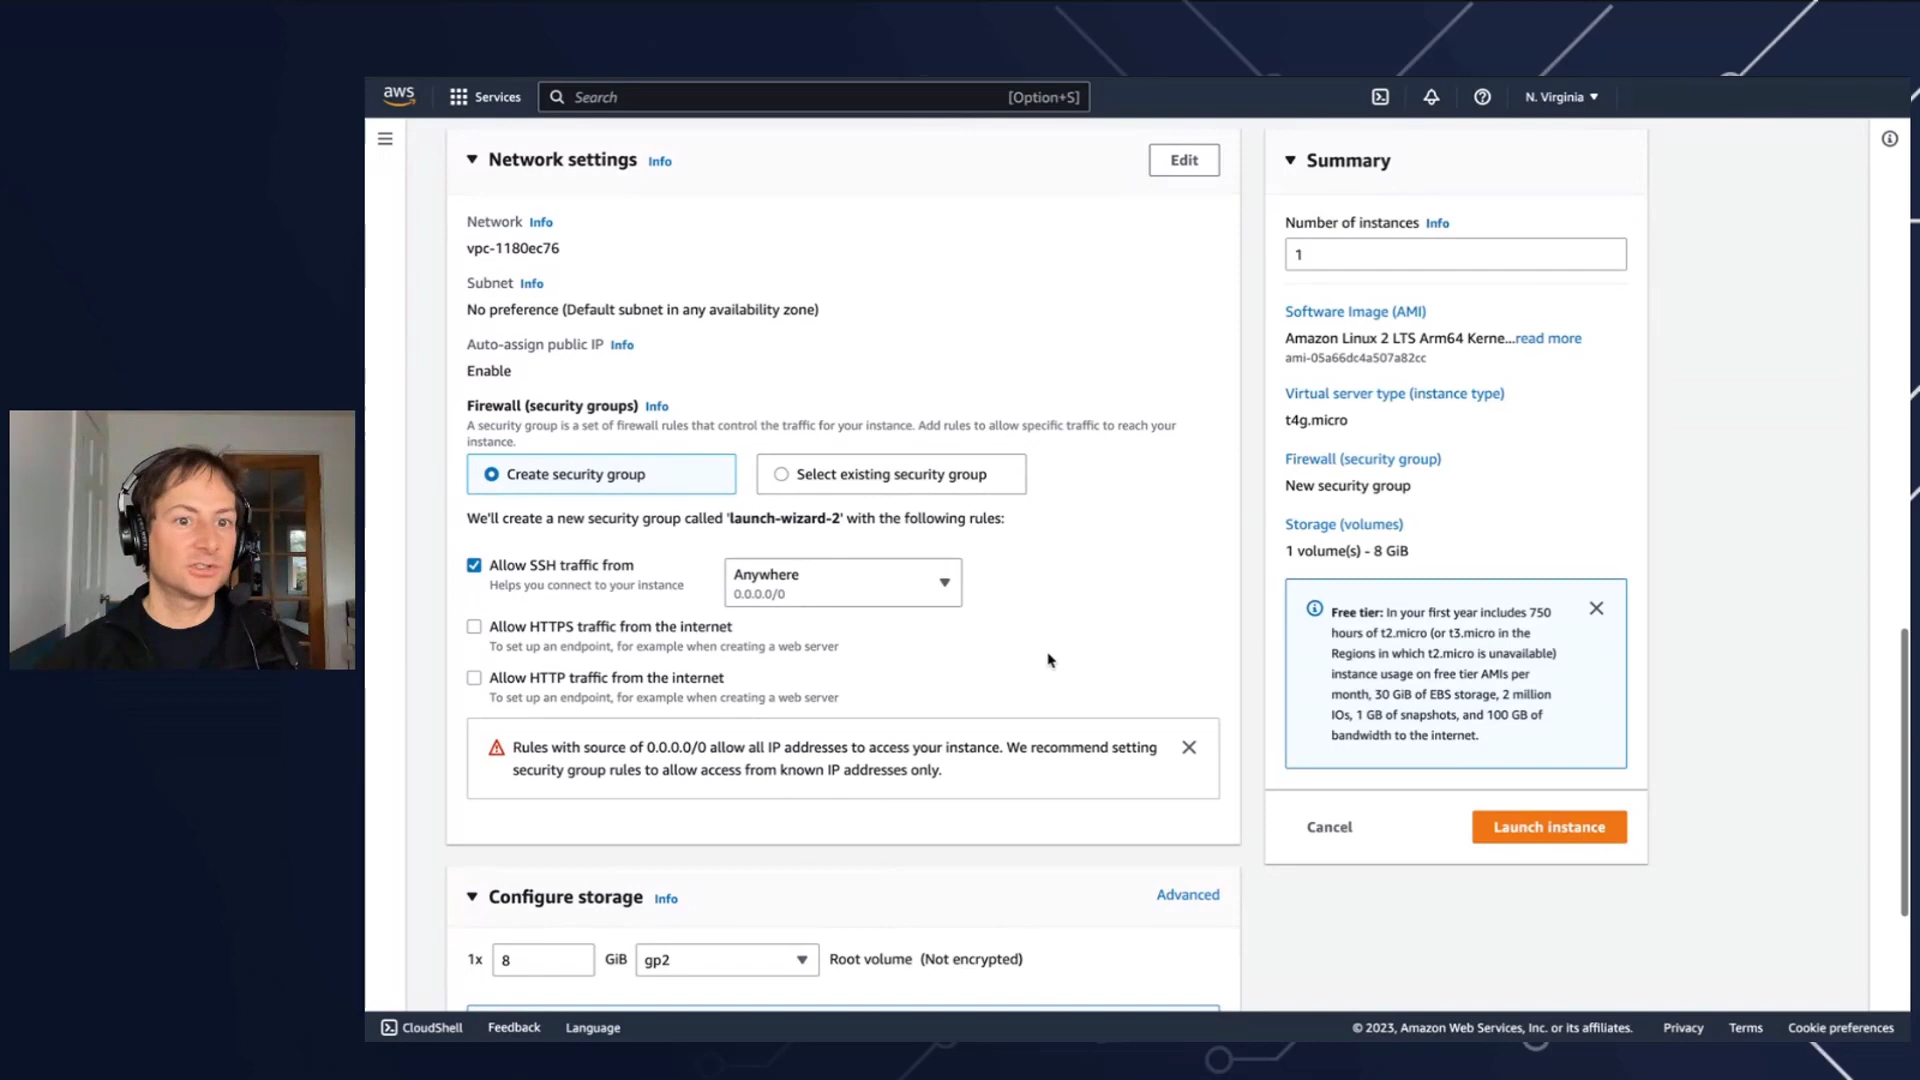 aws
Services
Search
[Option+S]
N. Virginia
Network settings Info
Edit
Network Info
vpc-1180ec76
Subnet Info
No preference (Default subnet in any availability zone)
Auto-assign public IP Info
Enable
Firewall (security groups) Info
A security group is a set of firewall rules that control the traffic for your instance. Add rules to allow specific traffic to reach your
instance.
Create security group
Select existing security group
We'll create a new security group called 'launch-wizard-2' with the following rules:
Allow SSH traffic from
Helps you connect to your instance
Anywhere
0.0.0.0/0
Allow HTTPS traffic from the internet
To set up an endpoint, for example when creating a web server
Allow HTTP traffic from the internet
To set up an endpoint, for example when creating a web server
Rules with source of 0.0.0.0/0 allow all IP addresses to access your instance. We recommend setting
security group rules to allow access from known IP addresses only.
Configure storage Info
Advanced
1x 8 GiB gp2 Root volume (Not encrypted)
Summary
Number of instances Info
1
Software Image (AMI)
Amazon Linux 2 LTS Arm64 Kerne...read more
ami-05a66dc4a507a82cc
Virtual server type (instance type)
t4g.micro
Firewall (security group)
New security group
Storage (volumes)
1 volume(s) - 8 GiB
Free tier: In your first year includes 750
hours of t2.micro (or t3.micro in the
Regions in which t2.micro is unavailable)
instance usage on free tier AMIs per
month, 30 GiB of EBS storage, 2 million
IOs, 1 GB of snapshots, and 100 GB of
bandwidth to the internet.
Cancel
Launch instance
CloudShell
Feedback
Language
© 2023, Amazon Web Services, Inc. or its affiliates.
Privacy
Terms
Cookie preferences